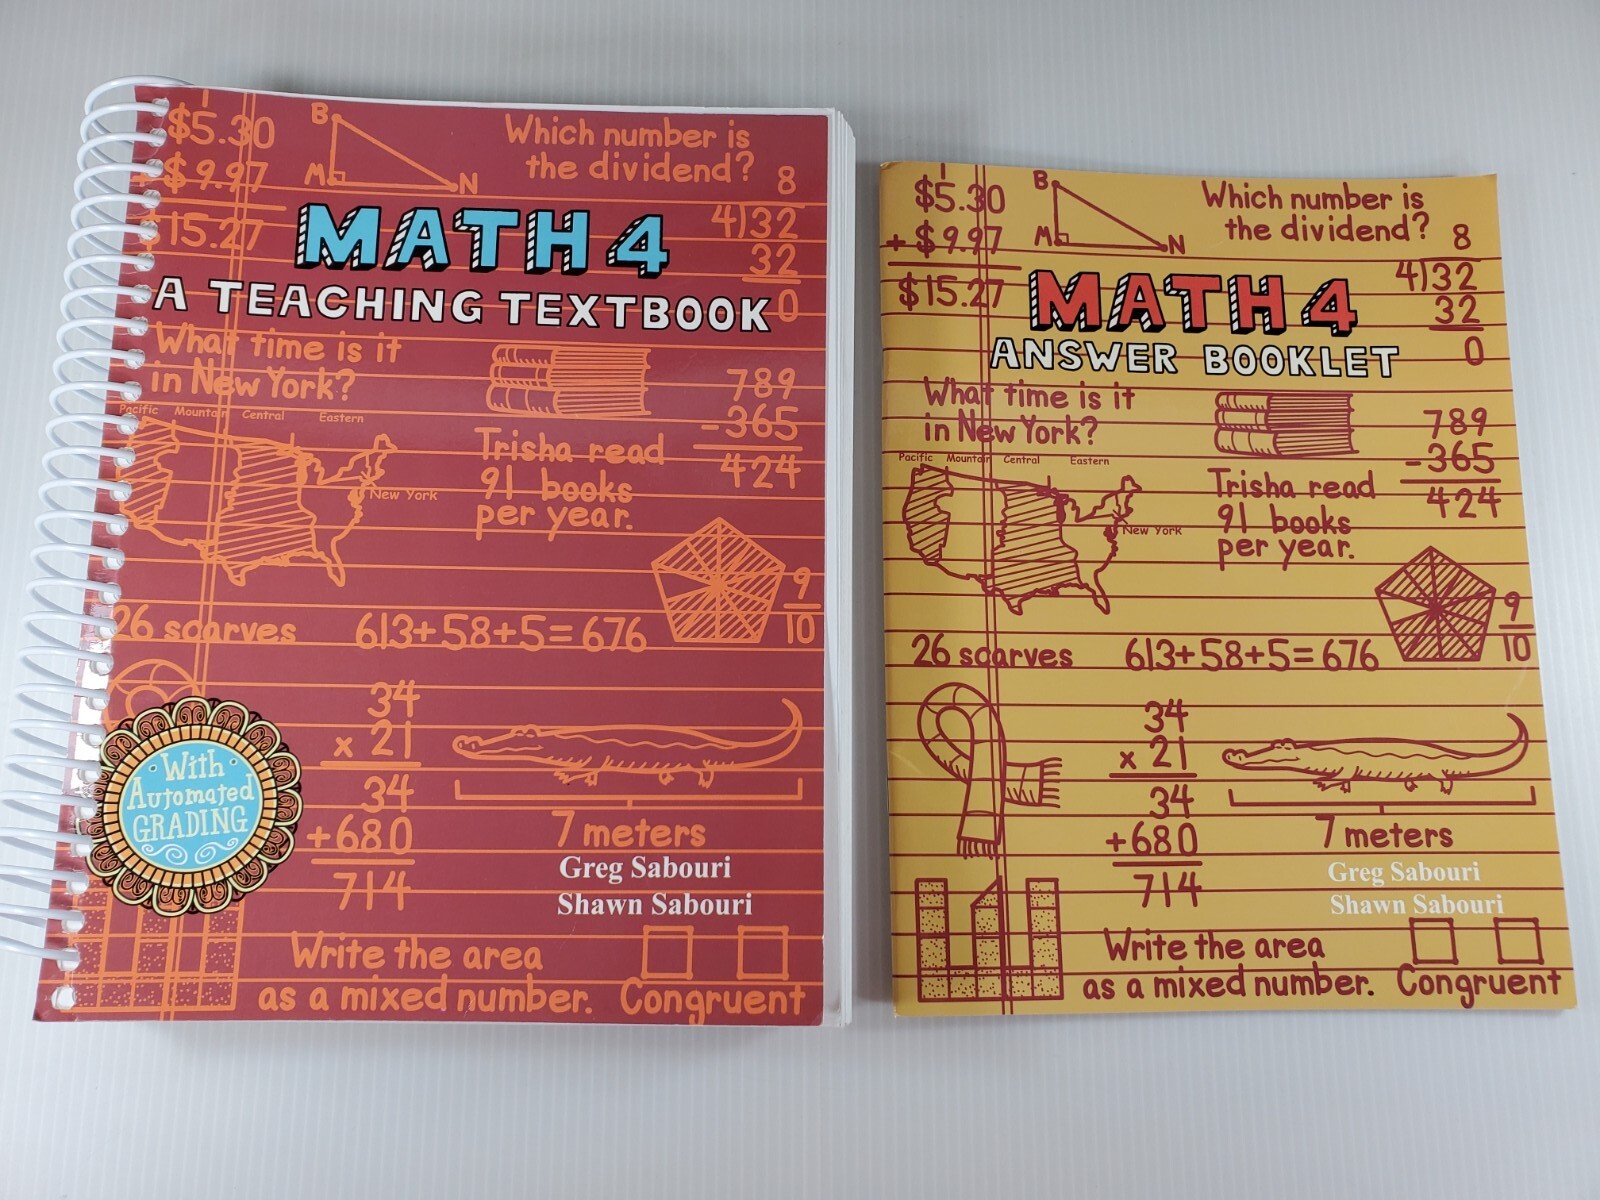 1
$5.30
$9.97
$15.27
B
M
N
Which number is
the dividend?
8
4)32
32
0
MATH 4
A TEACHING TEXTBOOK
What time is it
in New York?
Pacific Mountain Central Eastern
New York
Trisha read
91 books
per year.
789
-365
424
9
10
26 scarves
613+58+5=676
34
x 21
34
+680
714
With
Automated
GRADING
7 meters
Greg Sabouri
Shawn Sabouri
Write the area
as a mixed number.
Congruent
1
$5.30
+ $9.97
$15.27
B
M
N
Which number is
the dividend?
8
4)32
32
0
MATH 4
ANSWER BOOKLET
What time is it
in New York?
Pacific Mountain Central Eastern
New York
Trisha read
91 books
per year.
789
-365
424
9
10
26 scarves
613+58+5=676
34
x 21
34
+680
714
7 meters
Greg Sabouri
Shawn Sabouri
Write the area
as a mixed number.
Congruent